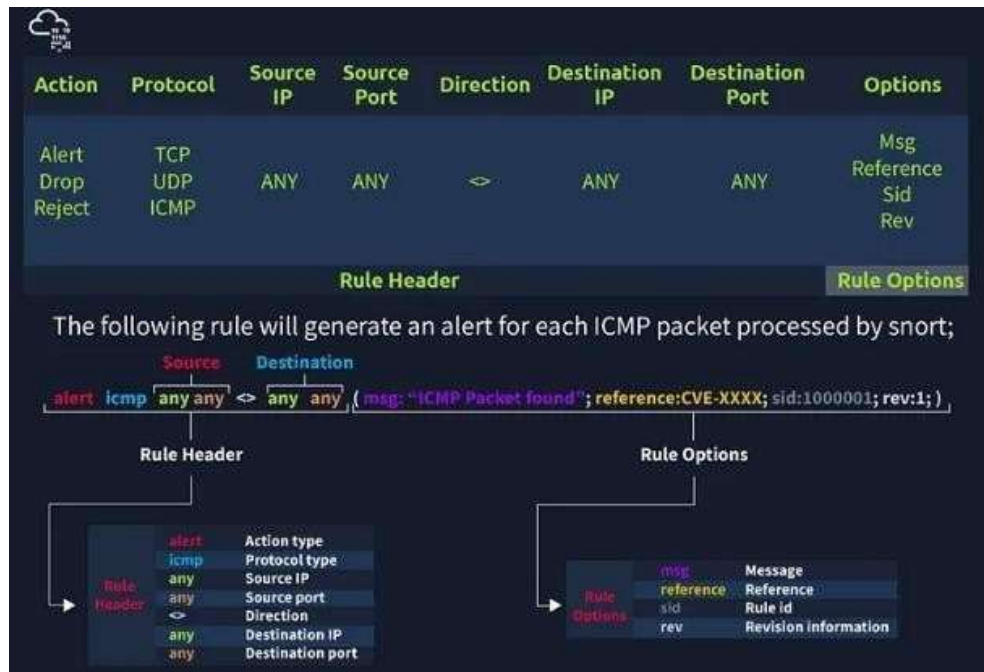 Action Protocol Source IP Source Port Direction Destination IP Destination Port Options
Alert TCP ANY ANY <> ANY ANY Msg
Drop UDP Reference
Reject ICMP Sid
Rev
Rule Header Rule Options
The following rule will generate an alert for each ICMP packet processed by snort;
Source Destination
alert icmp any any <> any any ( msg: “ICMP Packet found”; reference:CVE-XXXX; sid:1000001; rev:1; )
Rule Header Rule Options
Rule Header
alert Action type
icmp Protocol type
any Source IP
any Source port
<> Direction
any Destination IP
any Destination port
Rule Options
msg Message
reference Reference
sid Rule id
rev Revision information